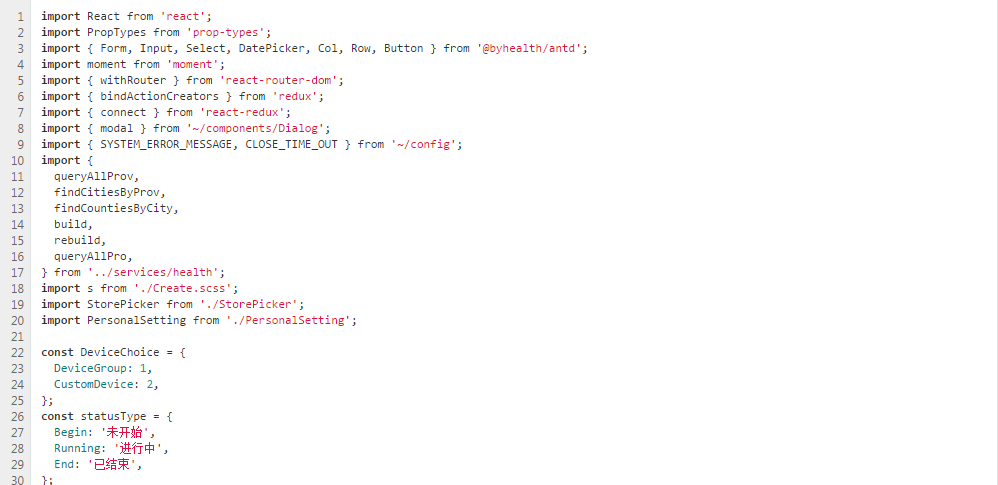 1 import React from 'react';
2 import PropTypes from 'prop-types';
3 import { Form, Input, Select, DatePicker, Col, Row, Button } from '@byhealth/antd';
4 import moment from 'moment';
5 import { withRouter } from 'react-router-dom';
6 import { bindActionCreators } from 'redux';
7 import { connect } from 'react-redux';
8 import { modal } from '~/components/Dialog';
9 import { SYSTEM_ERROR_MESSAGE, CLOSE_TIME_OUT } from '~/config';
10 import {
11   queryAllProv,
12   findCitiesByProv,
13   findCountiesByCity,
14   build,
15   rebuild,
16   queryAllPro,
17 } from '../services/health';
18 import s from './Create.scss';
19 import StorePicker from './StorePicker';
20 import PersonalSetting from './PersonalSetting';
21
22 const DeviceChoice = {
23   DeviceGroup: 1,
24   CustomDevice: 2,
25 };
26 const statusType = {
27   Begin: '未开始',
28   Running: '进行中',
29   End: '已结束',
30 };